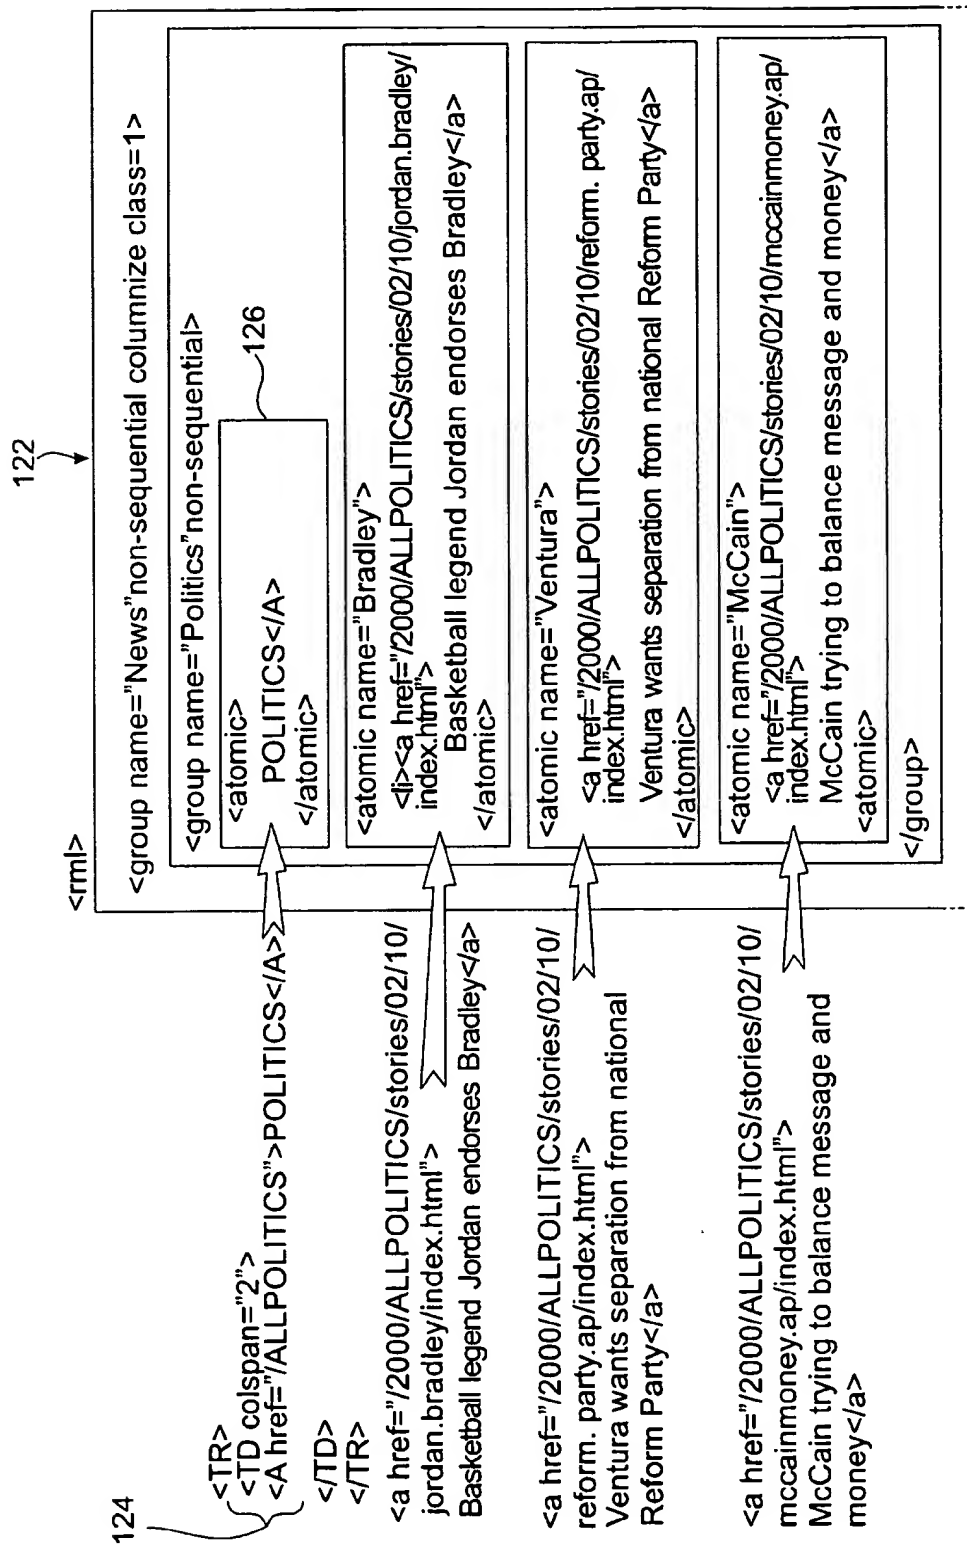 122
<rml>
<group name="News"non-sequential columnize class=1>
<group name="Politics"non-sequential>
126
<atomic>
POLITICS</A>
</atomic>
<atomic name="Bradley">
<li><a href="/2000/ALLPOLITICS/stories/02/10/jordan.bradley/
index.html">
Basketball legend Jordan endorses Bradley</a>
</atomic>
<atomic name="Ventura">
<a href="/2000/ALLPOLITICS/stories/02/10/reform. party.ap/
index.html">
Ventura wants separation from national Reform Party</a>
</atomic>
<atomic name="McCain">
<a href="/2000/ALLPOLITICS/stories/02/10/mccainmoney.ap/
index.html">
McCain trying to balance message and money</a>
<atomic>
</group>
124
<TR>
<TD colspan="2">
<A href="/ALLPOLITICS">POLITICS</A>
</TD>
</TR>
<a href="/2000/ALLPOLITICS/stories/02/10/
jordan.bradley/index.html">
Basketball legend Jordan endorses Bradley</a>
<a href="/2000/ALLPOLITICS/stories/02/10/
reform. party.ap/index.html">
Ventura wants separation from national
Reform Party</a>
<a href="/2000/ALLPOLITICS/stories/02/10/
mccainmoney.ap/index.html">
McCain trying to balance message and
money</a>